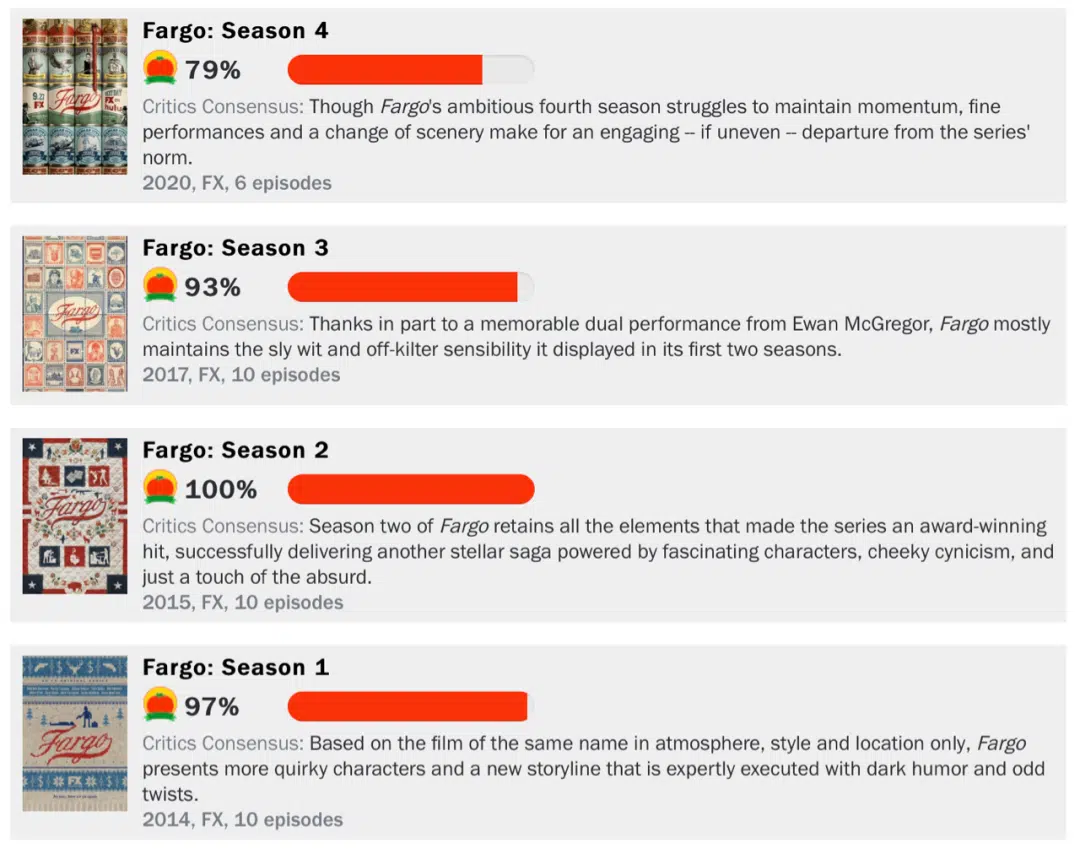 Fargo: Season 4
79%
Critics Consensus: Though Fargo's ambitious fourth season struggles to maintain momentum, fine
performances and a change of scenery make for an engaging -- if uneven -- departure from the series'
norm.
2020, FX, 6 episodes
Fargo
Fargo: Season 3
93%
Critics Consensus: Thanks in part to a memorable dual performance from Ewan McGregor, Fargo mostly
maintains the sly wit and off-kilter sensibility it displayed in its first two seasons.
2017, FX, 10 episodes
Fargo
FX
Fargo: Season 2
100%
Critics Consensus: Season two of Fargo retains all the elements that made the series an award-winning
hit, successfully delivering another stellar saga powered by fascinating characters, cheeky cynicism, and
just a touch of the absurd.
2015, FX, 10 episodes
Fargo
Fargo: Season 1
97%
Critics Consensus: Based on the film of the same name in atmosphere, style and location only, Fargo
presents more quirky characters and a new storyline that is expertly executed with dark humor and odd
twists.
2014, FX, 10 episodes
Fargo
FX